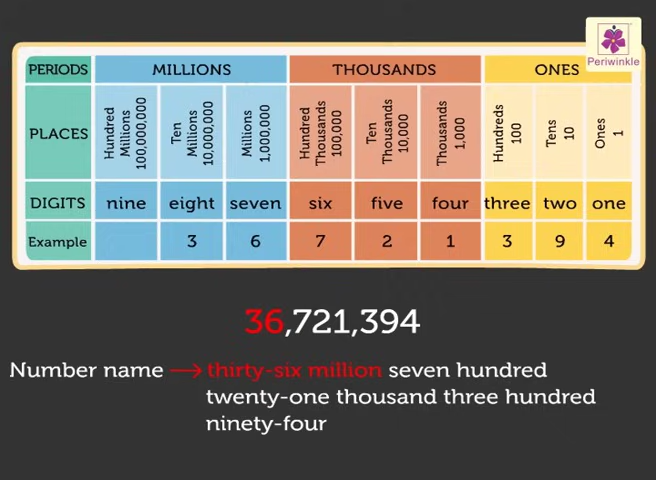 Periwinkle
PERIODS MILLIONS THOUSANDS ONES
PLACES Hundred Millions 100,000,000 Ten Millions 10,000,000 Millions 1,000,000 Hundred Thousands 100,000 Ten Thousands 10,000 Thousands 1,000 Hundreds 100 Tens 10 Ones 1
DIGITS nine eight seven six five four three two one
Example 3 6 7 2 1 3 9 4
36,721,394
Number name → thirty-six million seven hundred
twenty-one thousand three hundred
ninety-four